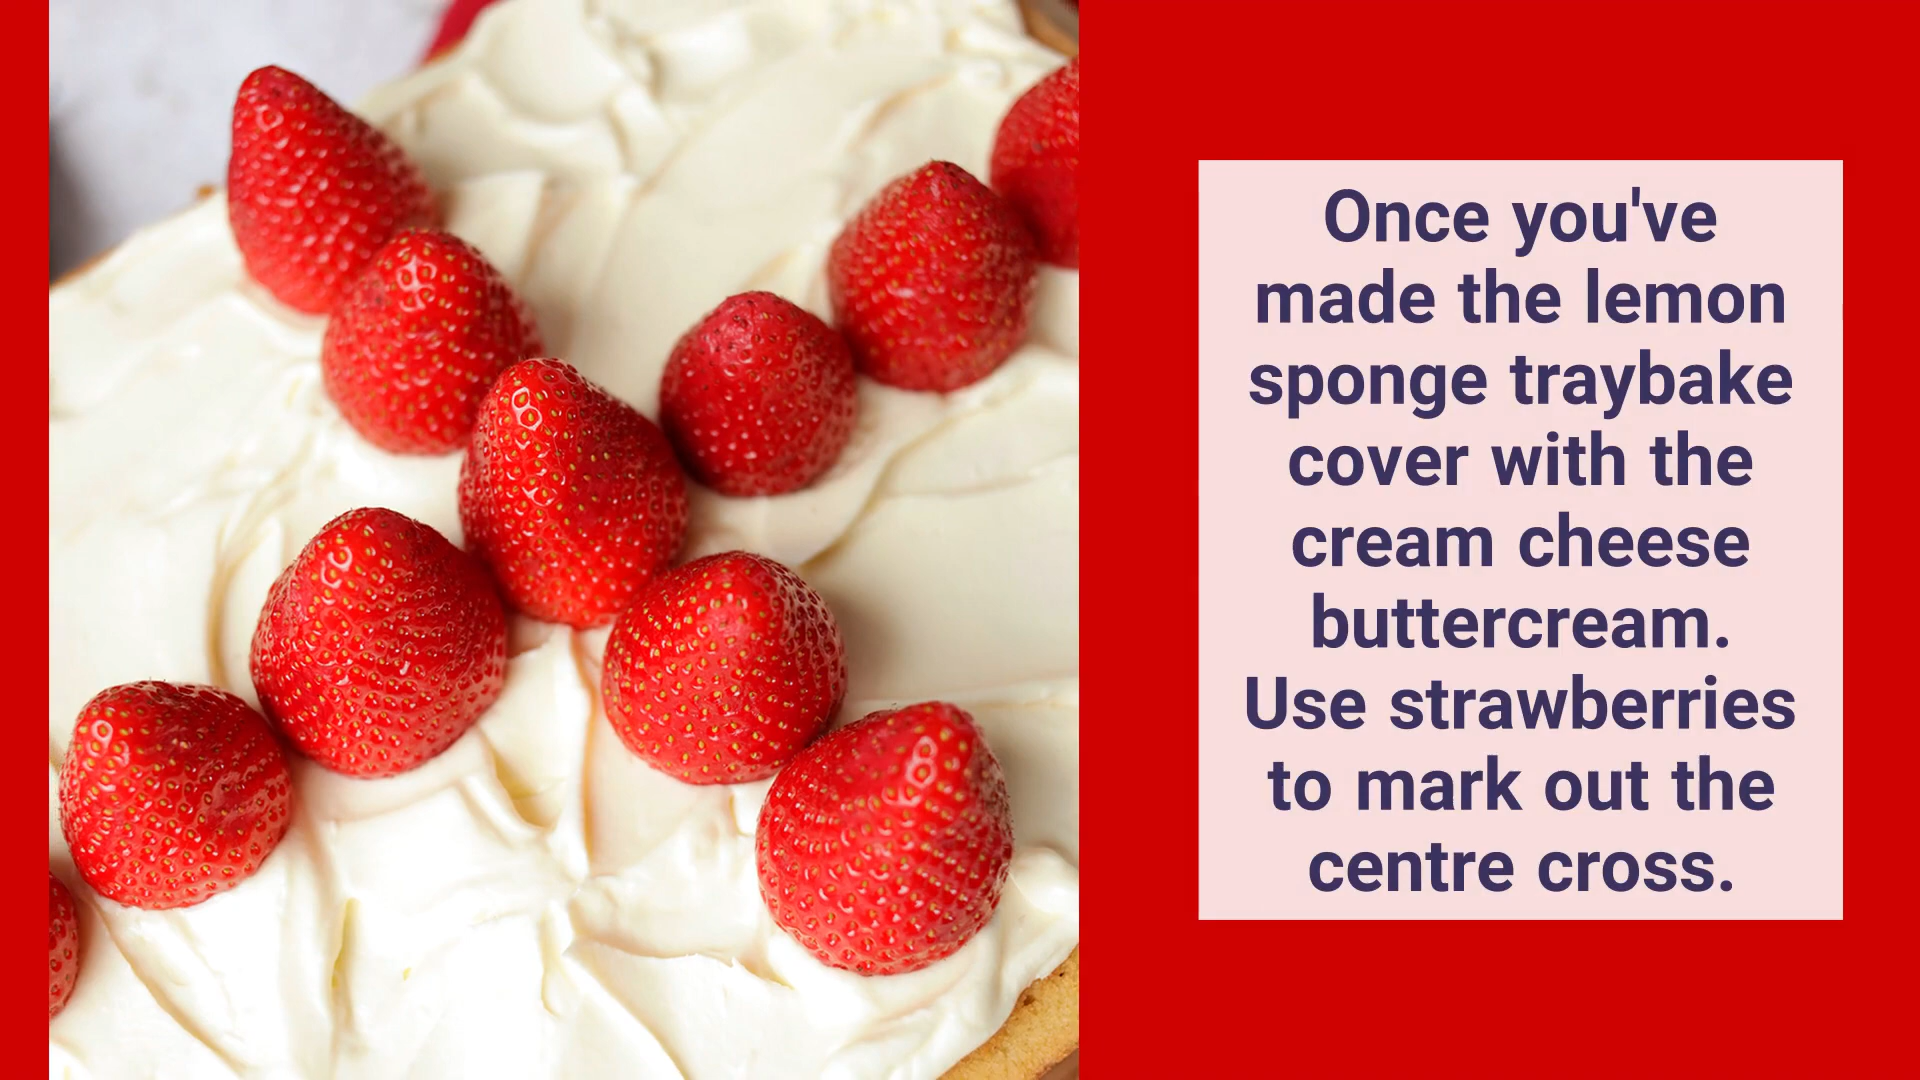 Once you've
made the lemon
sponge traybake
cover with the
cream cheese
buttercream.
Use strawberries
to mark out the
centre cross.